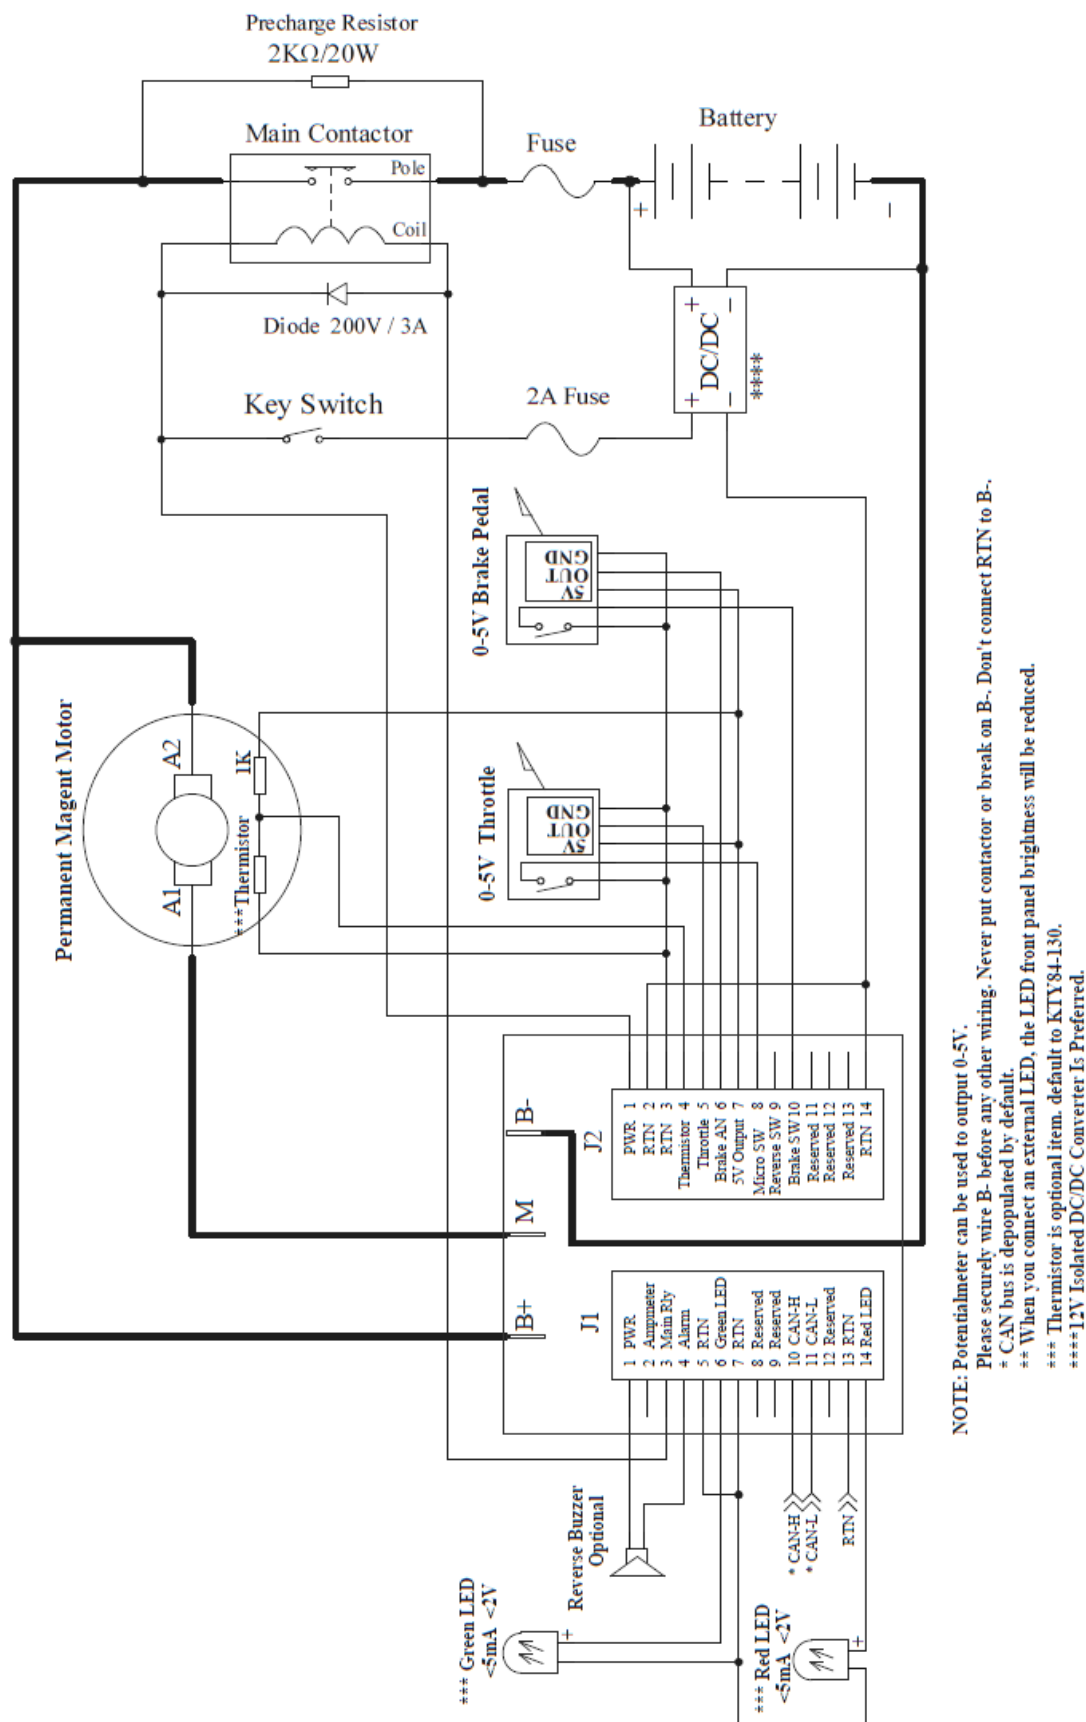 Precharge Resistor
2KΩ/20W
Main Contactor
Pole
Coil
Fuse
Battery
+
−
Diode 200V / 3A
DC/DC
+
−
+
−
****
Key Switch
2A Fuse
0-5V Brake Pedal
GND
OUT
5V
Permanent Magent Motor
A2
A1
1K
***Thermistor
0-5V Throttle
GND
OUT
5V
B-
M
B+
J2
PWR 1
RTN 2
RTN 3
Thermistor 4
Throttle 5
Brake AN 6
5V Output 7
Micro SW 8
Reverse SW 9
Brake SW 10
Reserved 11
Reserved 12
Reserved 13
RTN 14
J1
1 PWR
2 Ampmeter
3 Main Rly
4 Alarm
5 RTN
6 Green LED
7 RTN
8 Reserved
9 Reserved
10 CAN-H
11 CAN-L
12 Reserved
13 RTN
14 Red LED
Reverse Buzzer
Optional
* CAN-H
* CAN-L
RTN
*** Green LED
<5mA <2V
+
*** Red LED
<5mA <2V
+
NOTE: Potentialmeter can be used to output 0-5V.
Please securely wire B- before any other wiring. Never put contactor or break on B-. Don't connect RTN to B-.
* CAN bus is depopulated by default.
** When you connect an external LED, the LED front panel brightness will be reduced.
*** Thermistor is optional item. default to KTY84-130.
****12V Isolated DC/DC Converter Is Preferred.